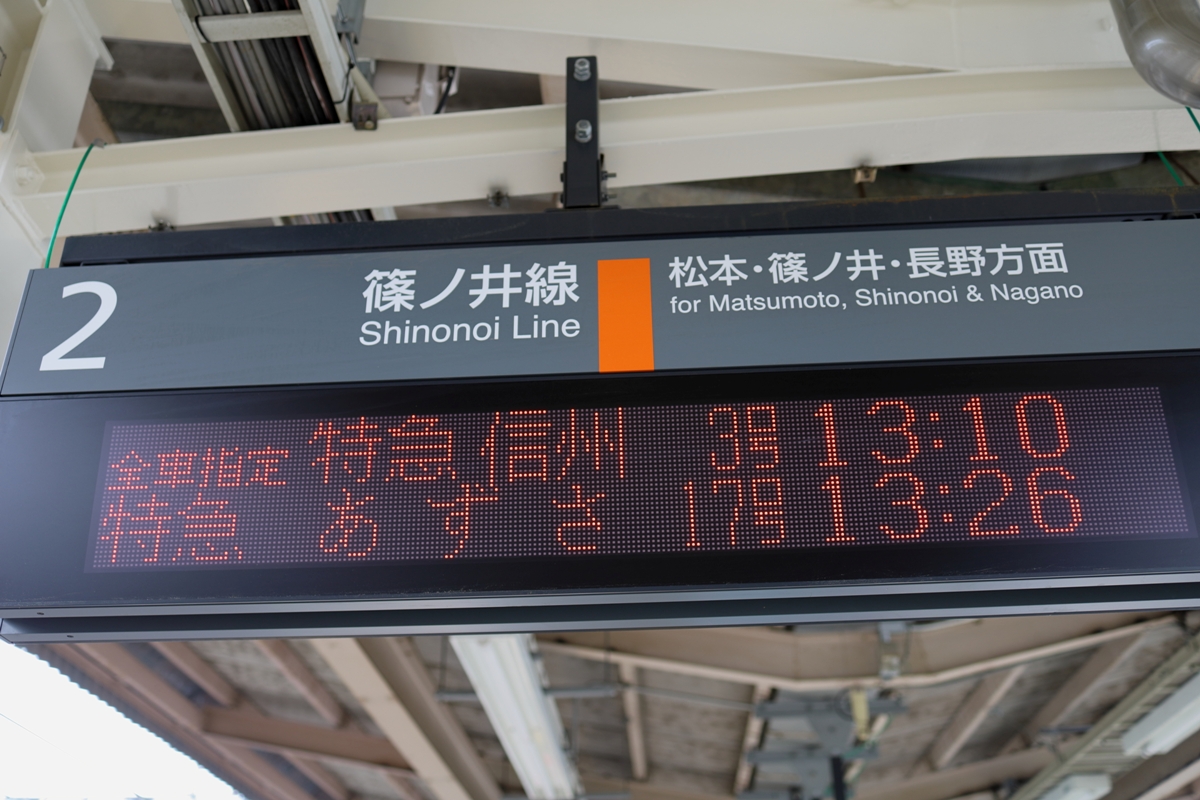 2
篠ノ井線
Shinonoi Line
松本・篠ノ井・長野方面
for Matsumoto, Shinonoi & Nagano
全車指定 特急 信州 3号 13:10
特急 あずさ 17号 13:26